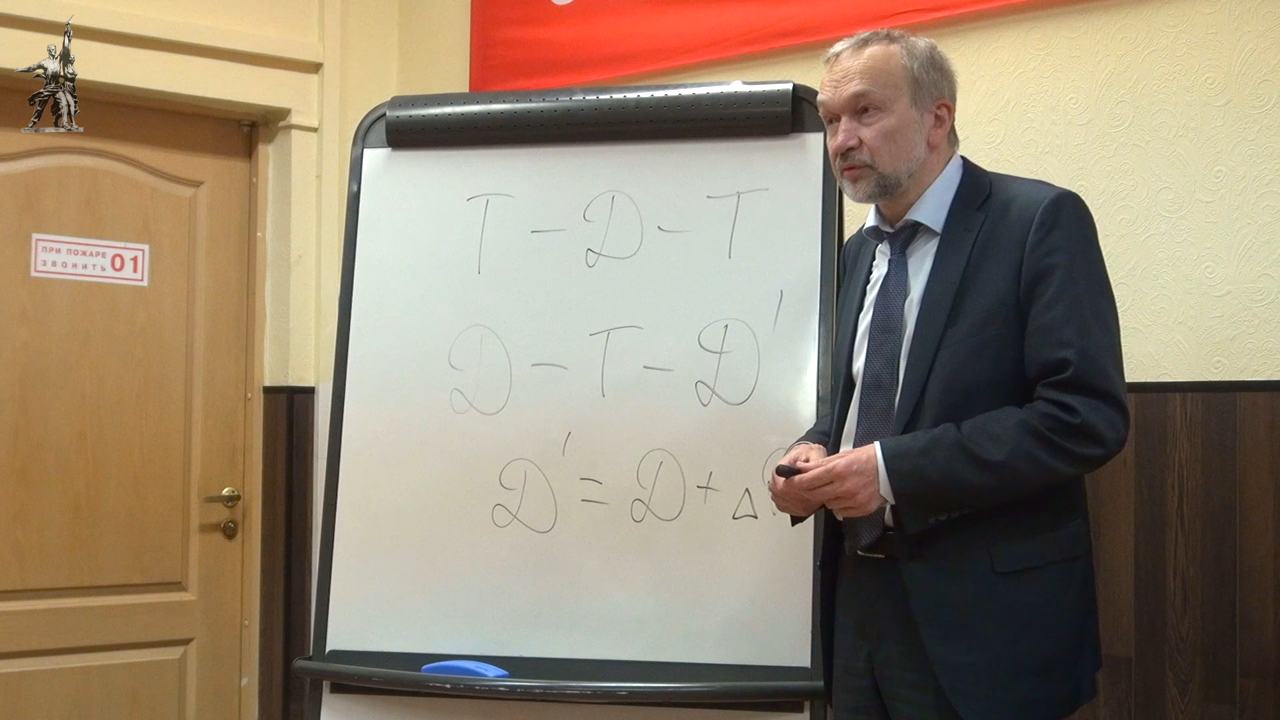 ПРИ ПОЖАРЕ
ЗВОНИТЬ 01
Т - Д - Т
Д - Т - Д'
Д' = Д + Δ